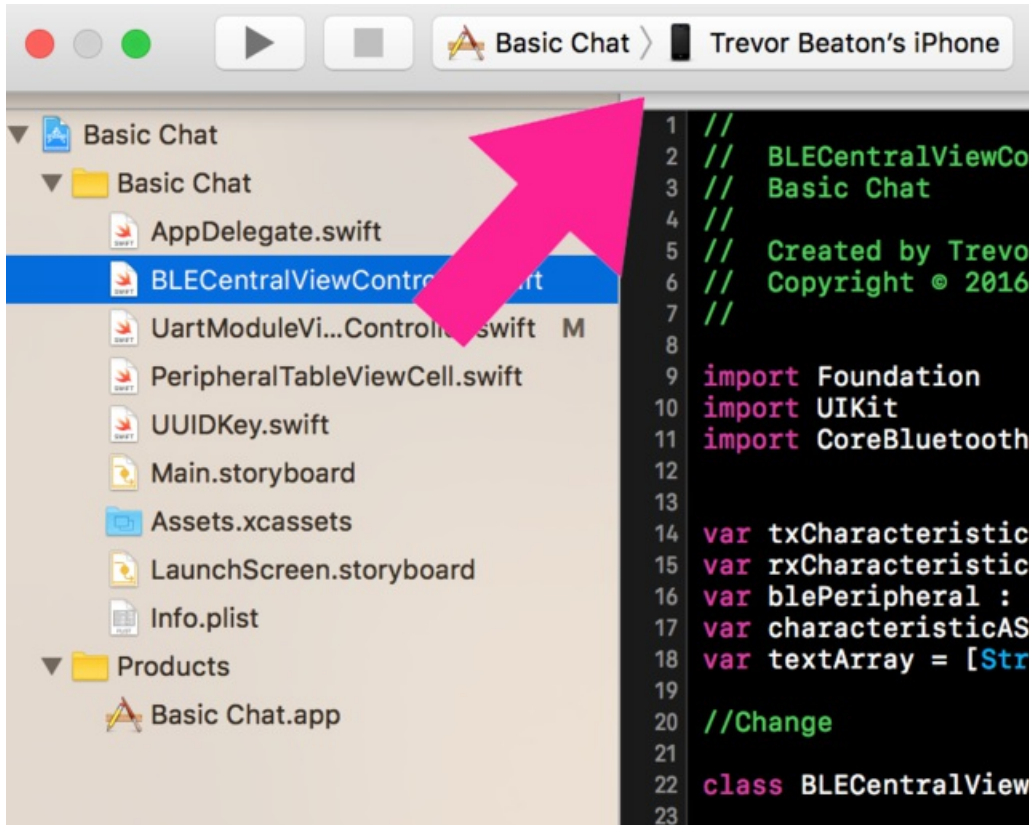 Basic Chat 〉 Trevor Beaton's iPhone
Basic Chat
Basic Chat
AppDelegate.swift
BLECentralViewContro
UartModuleVi...Controlle swift M
PeripheralTableViewCell.swift
UUIDKey.swift
Main.storyboard
Assets.xcassets
LaunchScreen.storyboard
Info.plist
Products
Basic Chat.app
1 //
2 // BLECentralViewCo
3 // Basic Chat
4 //
5 // Created by Trevo
6 // Copyright © 2016
7 //
8
9 import Foundation
10 import UIKit
11 import CoreBluetooth
12
13
14 var txCharacteristic
15 var rxCharacteristic
16 var blePeripheral :
17 var characteristicAS
18 var textArray = [Str
19
20 //Change
21
22 class BLECentralView
23